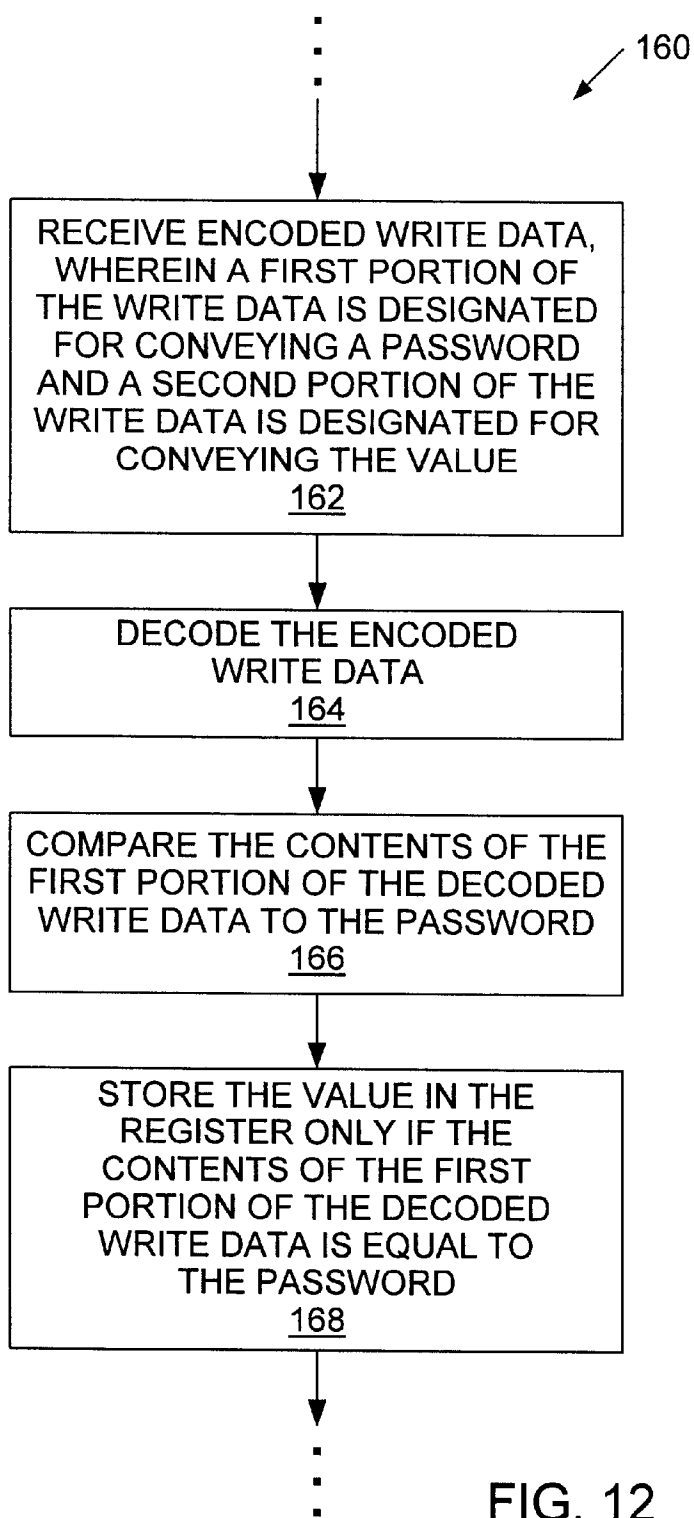 160
RECEIVE ENCODED WRITE DATA,
WHEREIN A FIRST PORTION OF
THE WRITE DATA IS DESIGNATED
FOR CONVEYING A PASSWORD
AND A SECOND PORTION OF THE
WRITE DATA IS DESIGNATED FOR
CONVEYING THE VALUE
162
DECODE THE ENCODED
WRITE DATA
164
COMPARE THE CONTENTS OF THE
FIRST PORTION OF THE DECODED
WRITE DATA TO THE PASSWORD
166
STORE THE VALUE IN THE
REGISTER ONLY IF THE
CONTENTS OF THE FIRST
PORTION OF THE DECODED
WRITE DATA IS EQUAL TO
THE PASSWORD
168
FIG. 12